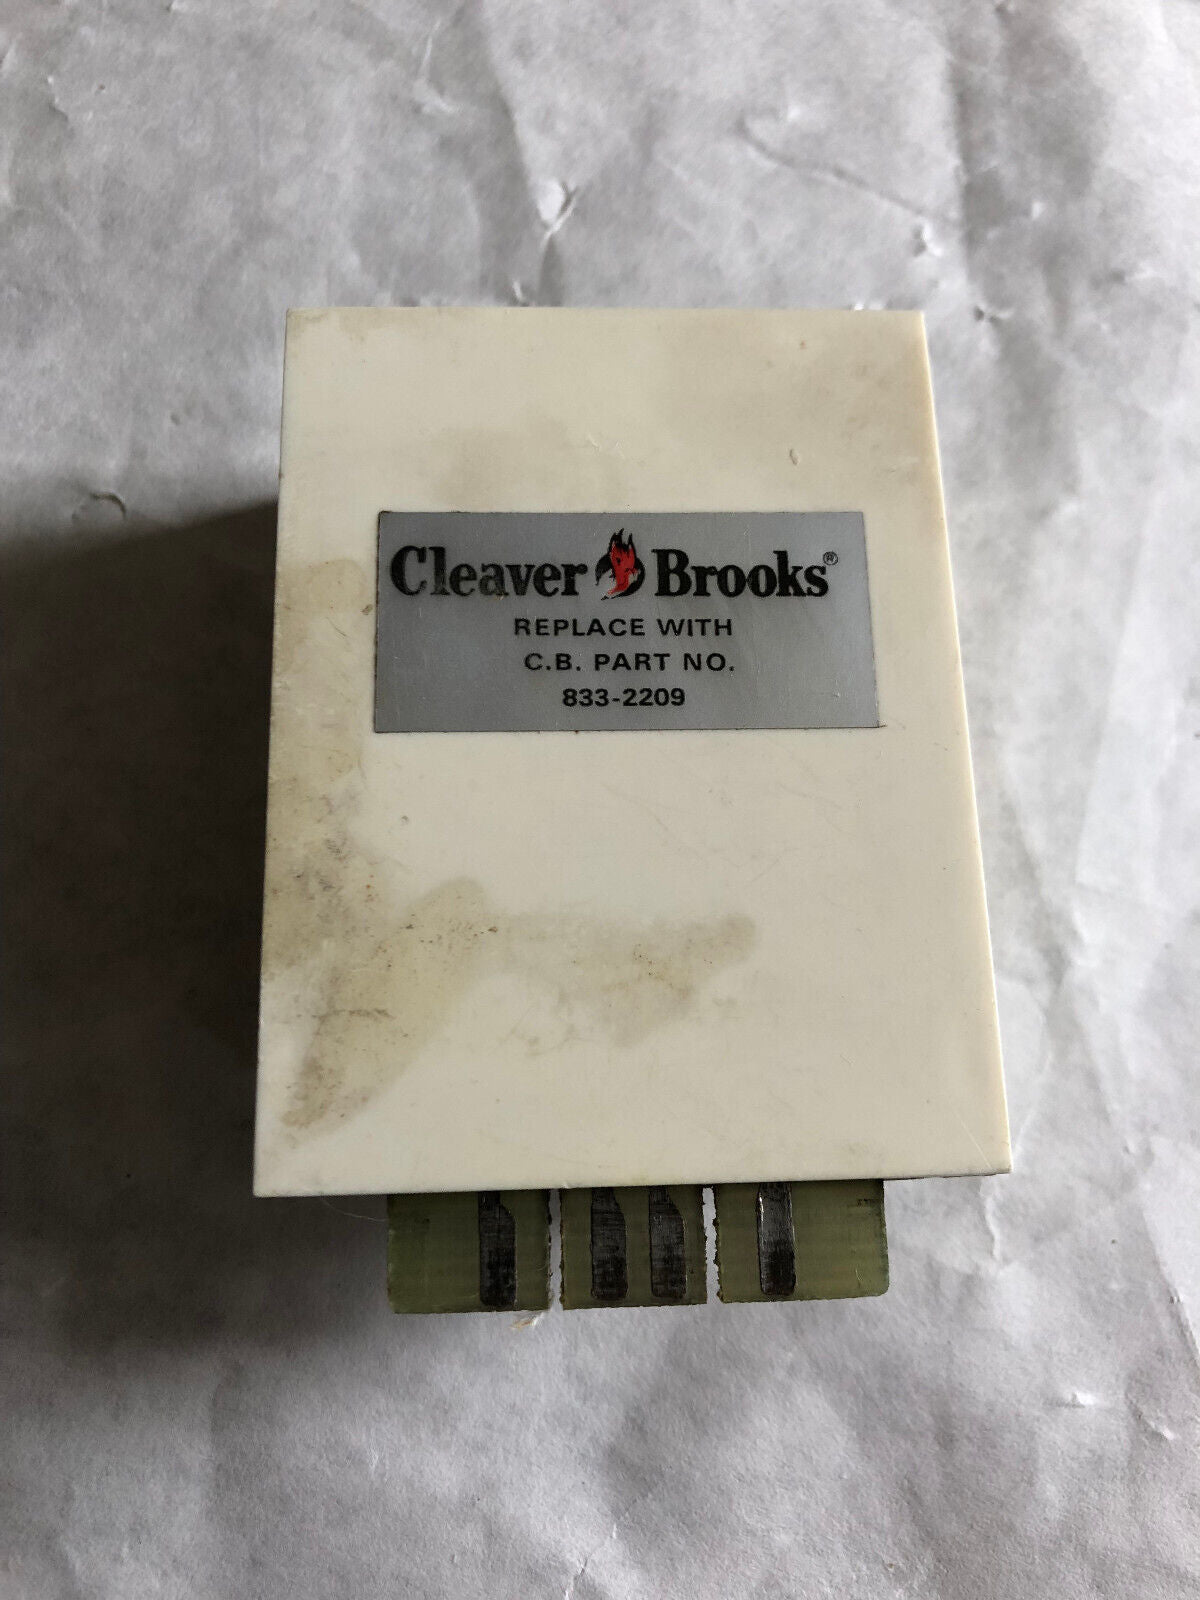 Cleaver Brooks®
REPLACE WITH
C.B. PART NO.
833-2209